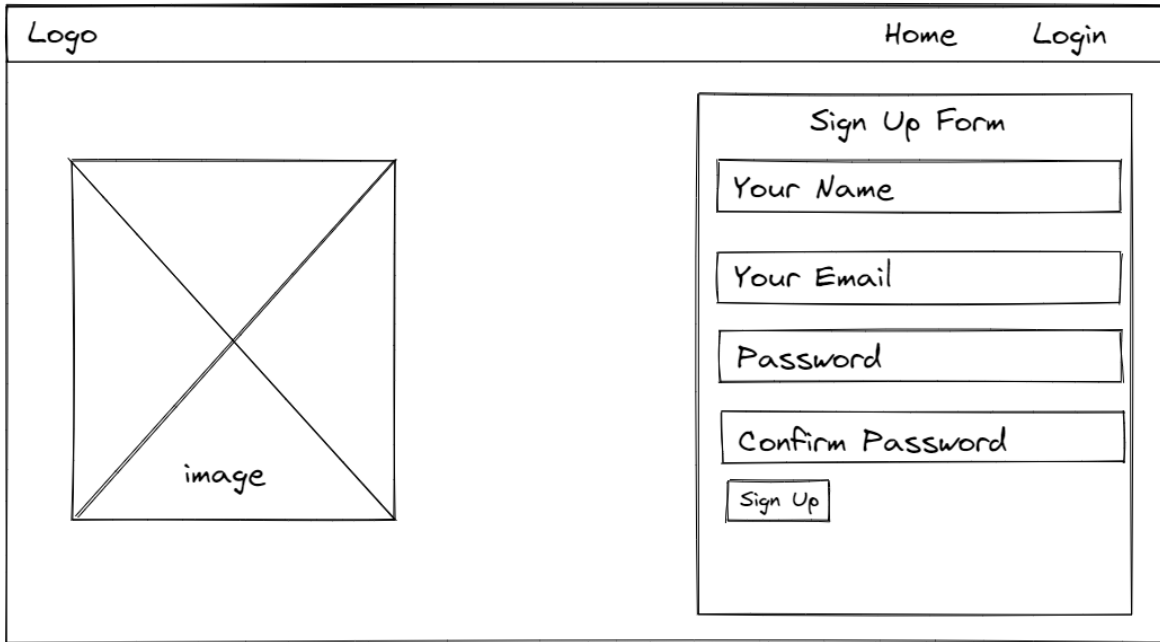 Logo
Home
Login
Sign Up Form
Your Name
Your Email
Password
Confirm Password
Sign Up
image